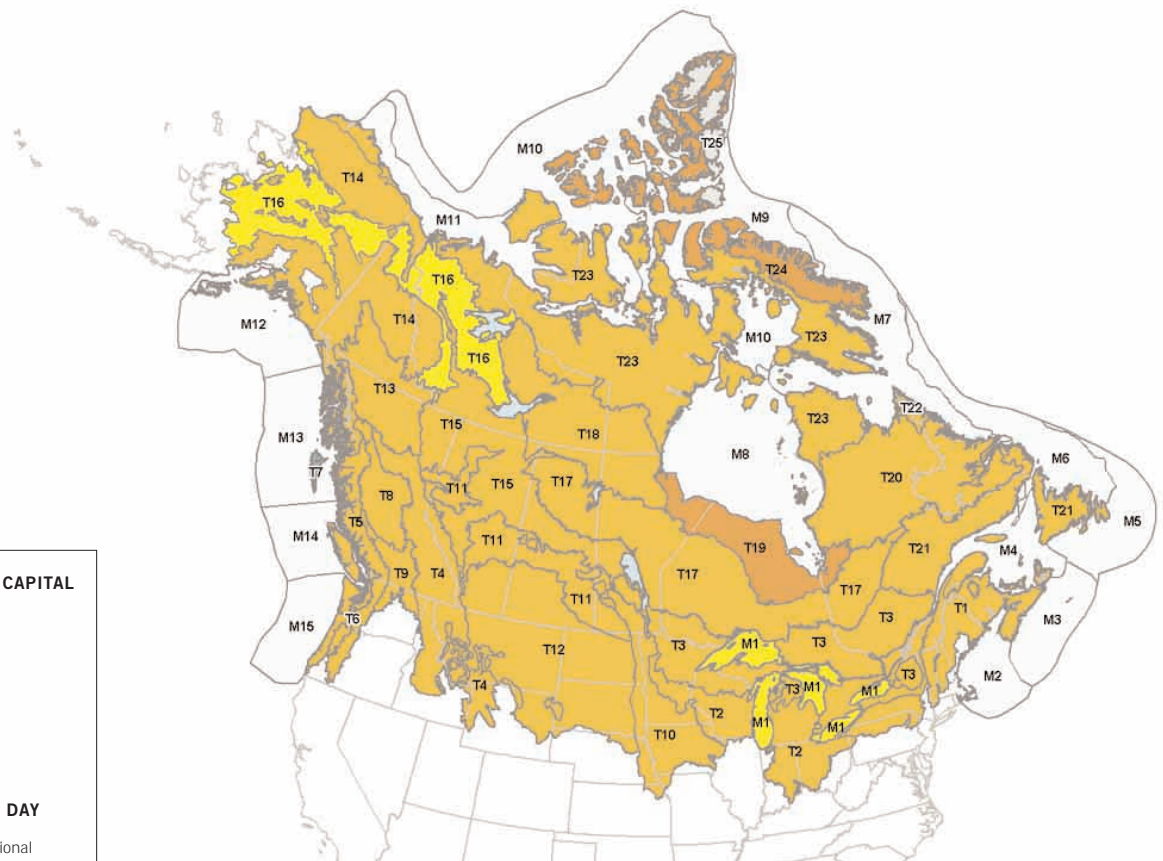 T25
M10
T14
T16
M11
M9
T23
T24
T16
M12
T14
M10
M7
T23
T16
T23
T13
T22
T23
T15
T18
M13
M8
M6
T7
T11
T15
T17
T20
T8
T21
M5
T5
M14
T11
T19
T21
M4
CAPITAL
T9
T4
T17
T17
T11
T1
M15
T6
T3
T3
T3
M3
M1
T12
T4
T3
M1
M1
T3
M2
T2
M1
M1
T10
T2
DAY
ional